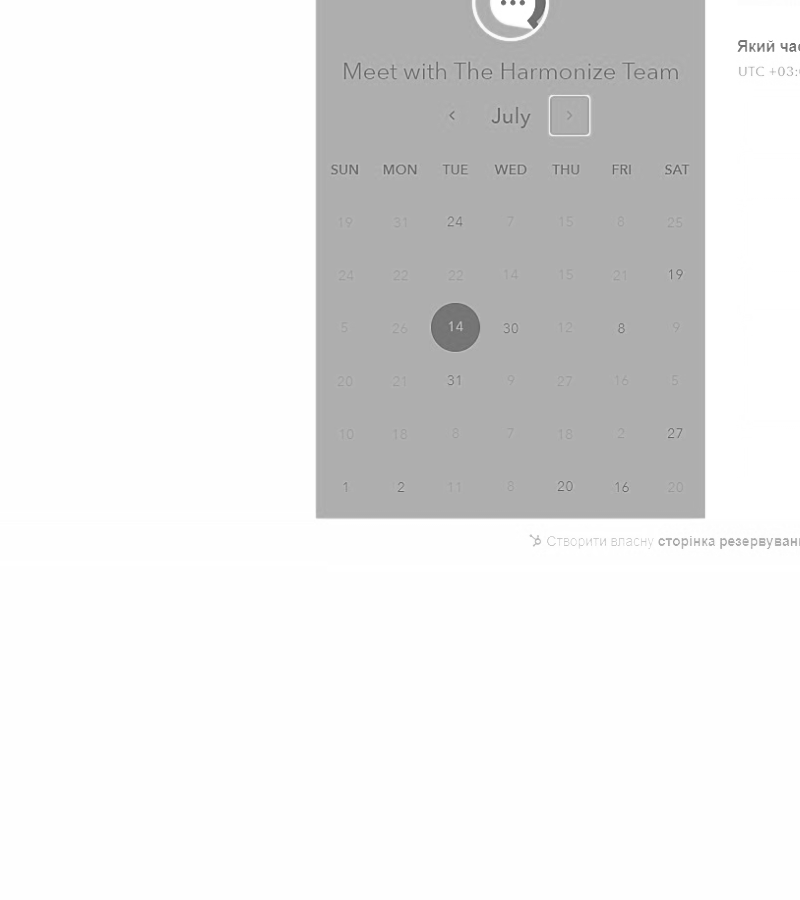 Meet with The Harmonize Team
July
SUN MON TUE WED THU FRI SAT
19 31 24 7 15 8 25
24 22 22 14 15 21 19
5 26 14 30 12 8 9
20 21 31 9 27 16 5
10 18 8 7 18 2 27
1 2 11 8 20 16 20
Який час
UTC +03:
Створити власну сторінка резервуван